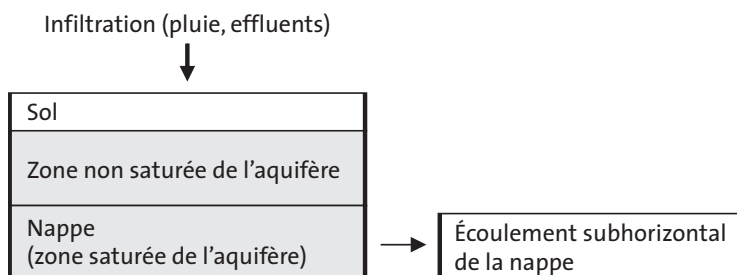 Infiltration (pluie, effluents)
Sol
Zone non saturée de l’aquifère
Nappe
(zone saturée de l’aquifère)
Écoulement subhorizontal
de la nappe